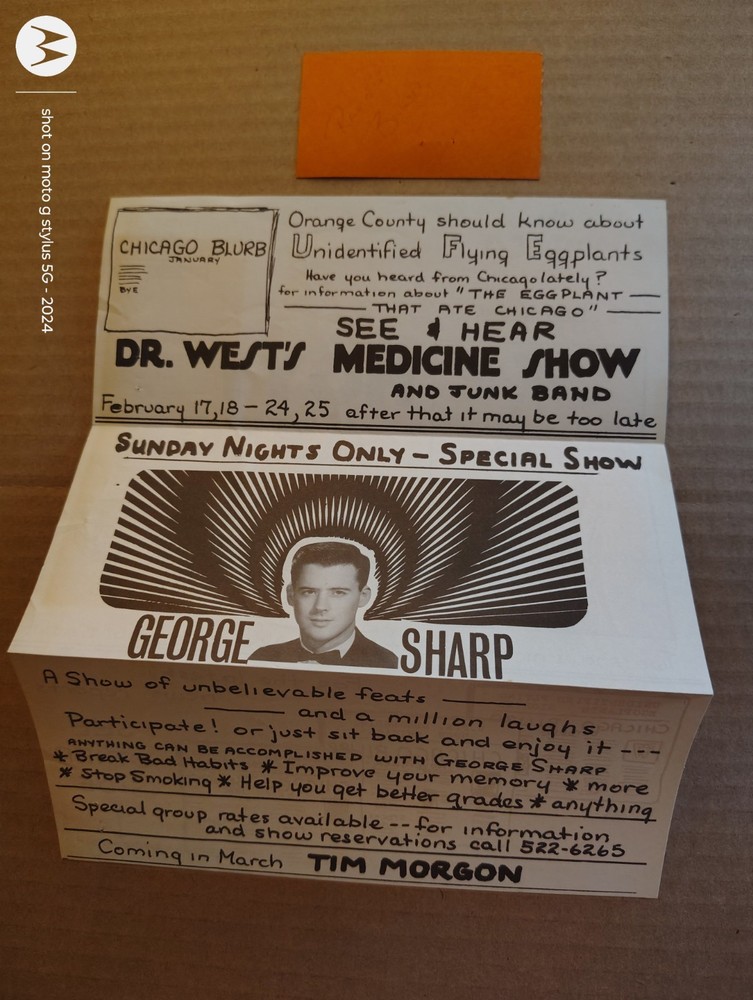 shot on moto g stylus 5G - 2024
CHICAGO BLURB
JANUARY
BYE
Orange County should know about
Unidentified Flying Eggplants
Have you heard from Chicago lately?
for information about "THE EGGPLANT —
— THAT ATE CHICAGO" —
SEE & HEAR
DR. WEST'S MEDICINE SHOW
AND JUNK BAND
February 17,18 - 24,25 after that it may be too late
SUNDAY NIGHTS ONLY - SPECIAL SHOW
GEORGE SHARP
A Show of unbelievable feats —
— and a million laughs
Participate! or just sit back and enjoy it ---
ANYTHING CAN BE ACCOMPLISHED WITH GEORGE SHARP
* Break Bad Habits * Improve your memory * more
* Stop Smoking * Help you get better grades * anything
Special group rates available -- for information
and show reservations call 522-6265
Coming in March TIM MORGON